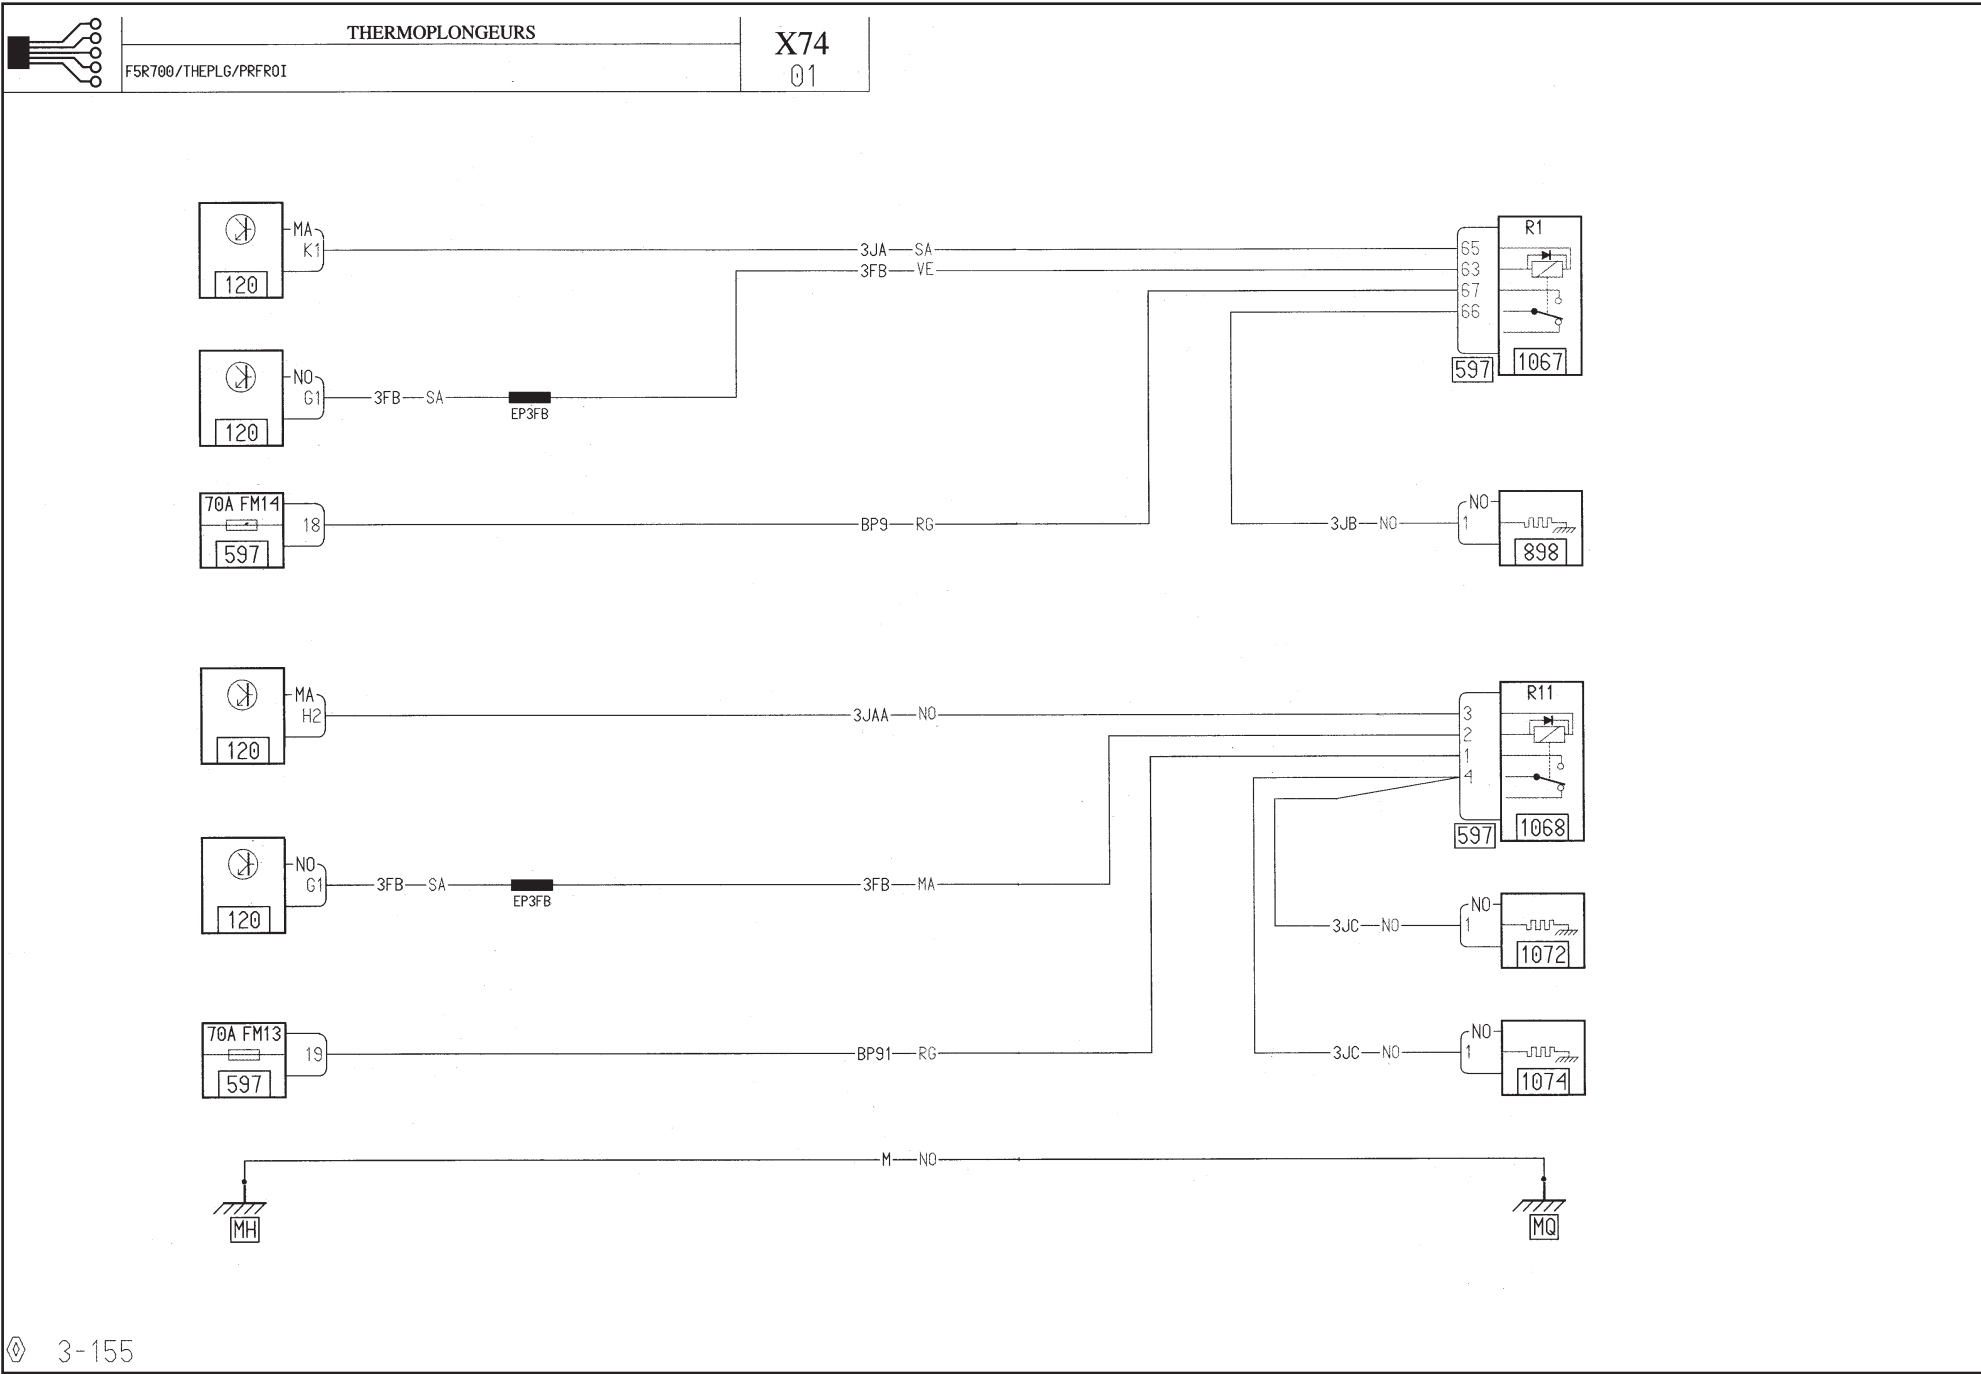 THERMOPLONGEURS
F5R700/THEPLG/PRFROI
X74
01
MA
K1
120
3JA SA
3FB VE
R1
65
63
67
66
597
1067
NO
G1
120
3FB SA
EP3FB
70A FM14
18
597
BP9 RG
3JB NO
NO
1
898
MA
H2
120
3JAA NO
R11
3
2
1
4
597
1068
NO
G1
120
3FB SA
EP3FB
3FB MA
3JC NO
NO
1
1072
70A FM13
19
597
BP91 RG
3JC NO
NO
1
1074
M NO
MH
MQ
3-155